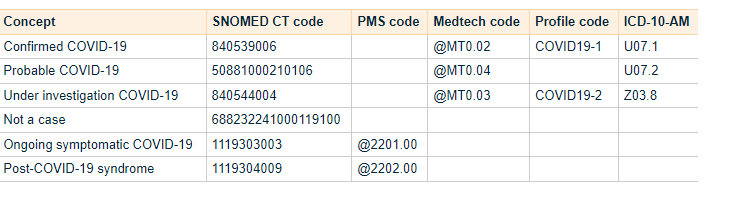 Concept SNOMED CT code PMS code Medtech code Profile code ICD-10-AM
Confirmed COVID-19 840539006 @MT0.02 COVID19-1 U07.1
Probable COVID-19 50881000210106 @MT0.04 U07.2
Under investigation COVID-19 840544004 @MT0.03 COVID19-2 Z03.8
Not a case 688232241000119100
Ongoing symptomatic COVID-19 1119303003 @2201.00
Post-COVID-19 syndrome 1119304009 @2202.00